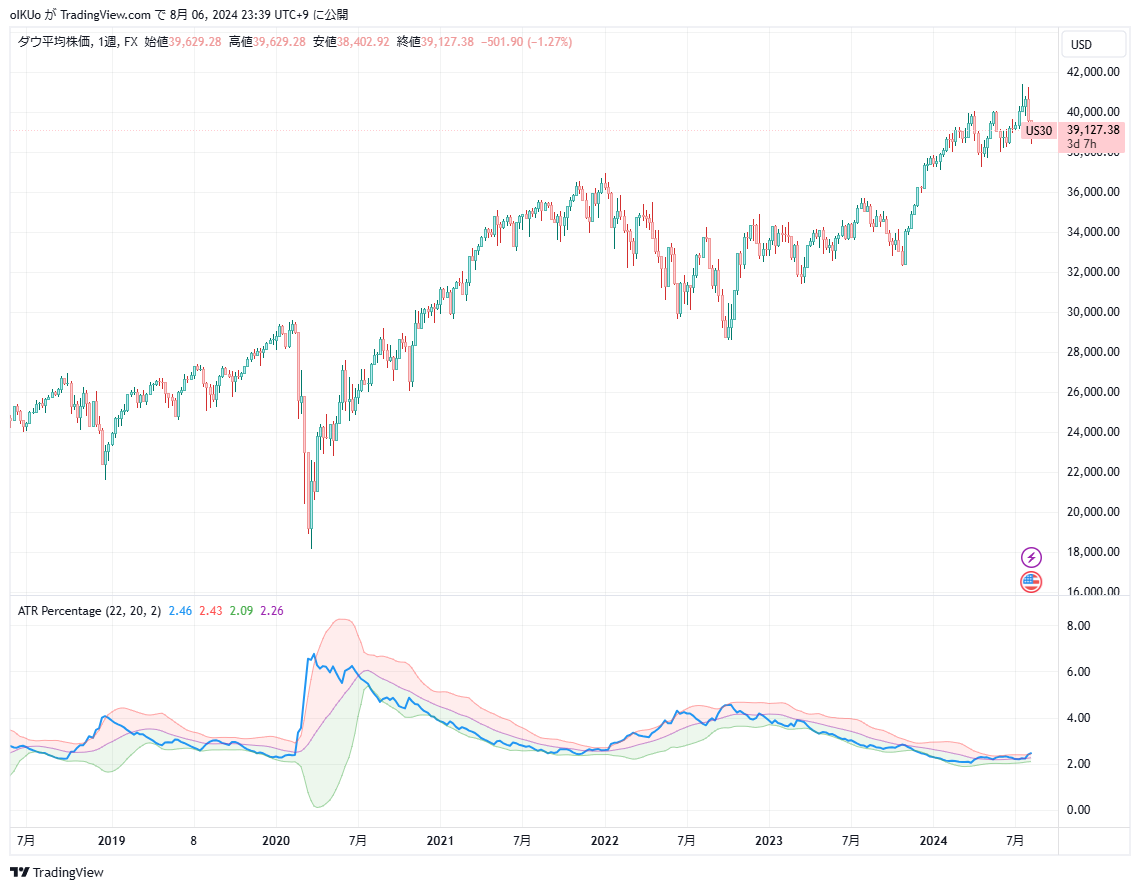 oIKUo が TradingView.com で 8月 06, 2024 23:39 UTC+9 に公開
ダウ平均株価, 1週, FX 始値39,629.28 高値39,629.28 安値38,402.92 終値39,127.38 −501.90 (−1.27%)
USD
42,000.00
40,000.00
US30 39,127.38
3d 7h
38,000.00
36,000.00
34,000.00
32,000.00
30,000.00
28,000.00
26,000.00
24,000.00
22,000.00
20,000.00
18,000.00
16,000.00
ATR Percentage (22, 20, 2) 2.46 2.43 2.09 2.26
8.00
6.00
4.00
2.00
0.00
7月 2019 8 2020 7月 2021 7月 2022 7月 2023 7月 2024 7月
TradingView